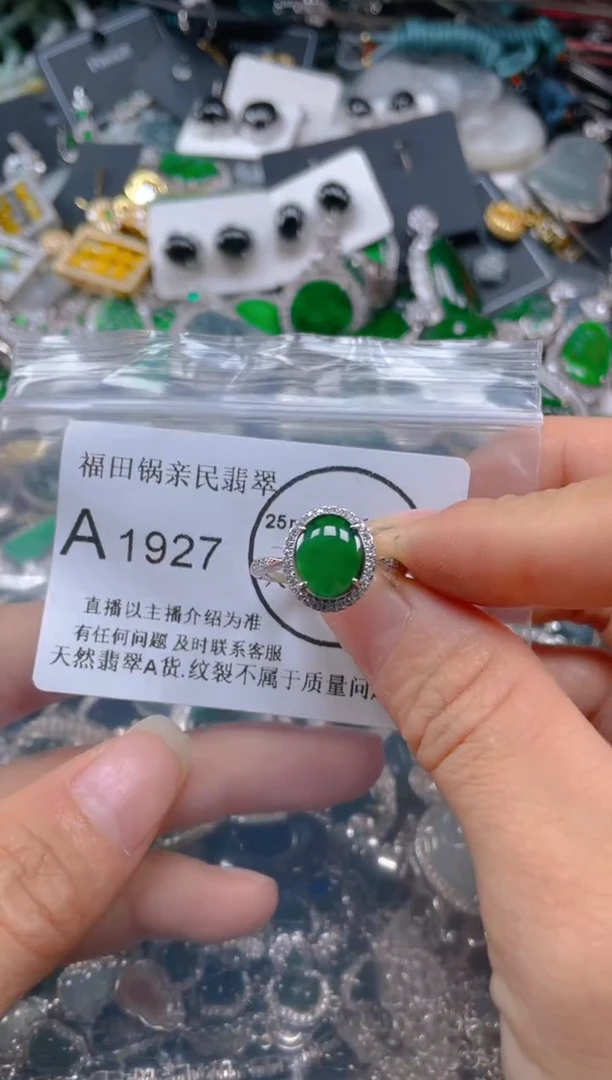 福田锅亲民翡翠
25
A 1927
直播以主播介绍为准
有任何问题 及时联系客服
天然翡翠A货.纹裂不属于质量问